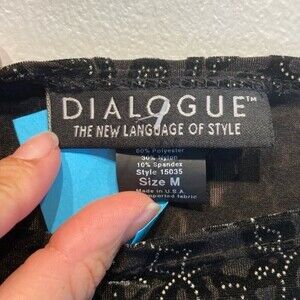 DIALOGUE™
THE NEW LANGUAGE OF STYLE
60% Polyester
30% Nylon
10% Spandex
Style 15035
Size M
Made in U.S.A.
Imported fabric